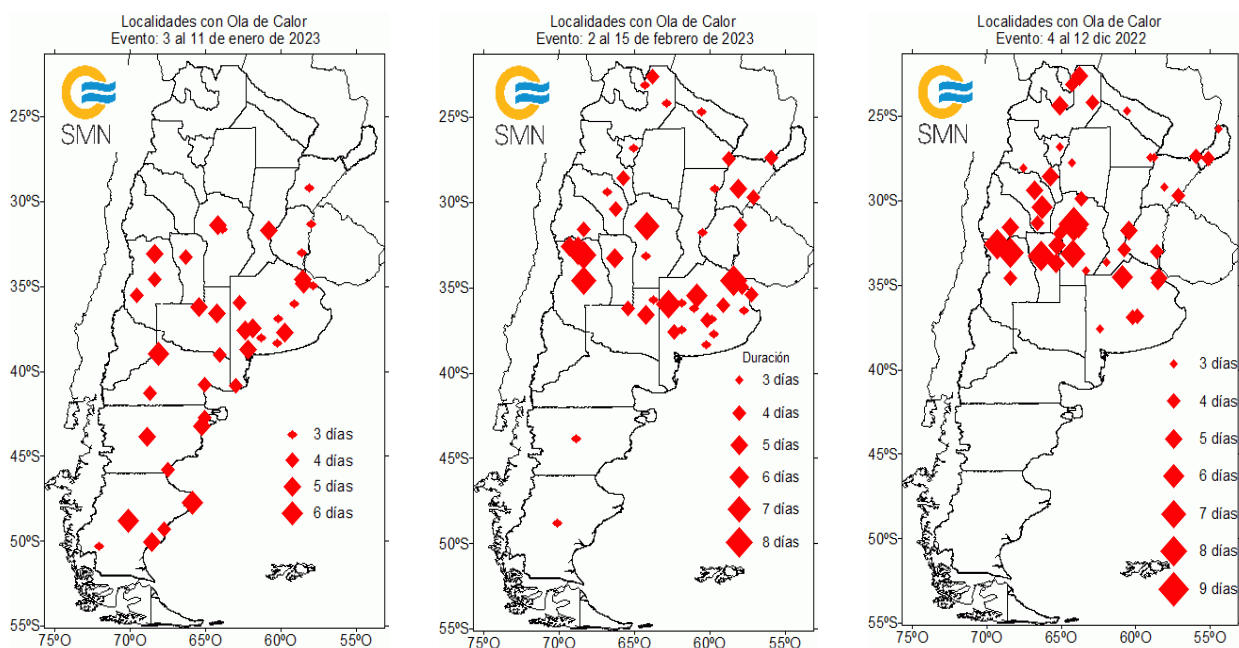 Localidades con Ola de Calor
Evento: 3 al 11 de enero de 2023
SMN
25ºS
30ºS
35ºS
40ºS
45ºS
50ºS
55ºS
3 días
4 días
5 días
6 días
75ºO 70ºO 65ºO 60ºO 55ºO
Localidades con Ola de Calor
Evento: 2 al 15 de febrero de 2023
SMN
25ºS
30ºS
35ºS
40ºS
45ºS
50ºS
55ºS
Duración
3 días
4 días
5 días
6 días
7 días
8 días
75ºO 70ºO 65ºO 60ºO 55ºO
Localidades con Ola de Calor
Evento: 4 al 12 dic 2022
SMN
25ºS
30ºS
35ºS
40ºS
45ºS
50ºS
55ºS
3 días
4 días
5 días
6 días
7 días
8 días
9 días
75ºO 70ºO 65ºO 60ºO 55ºO